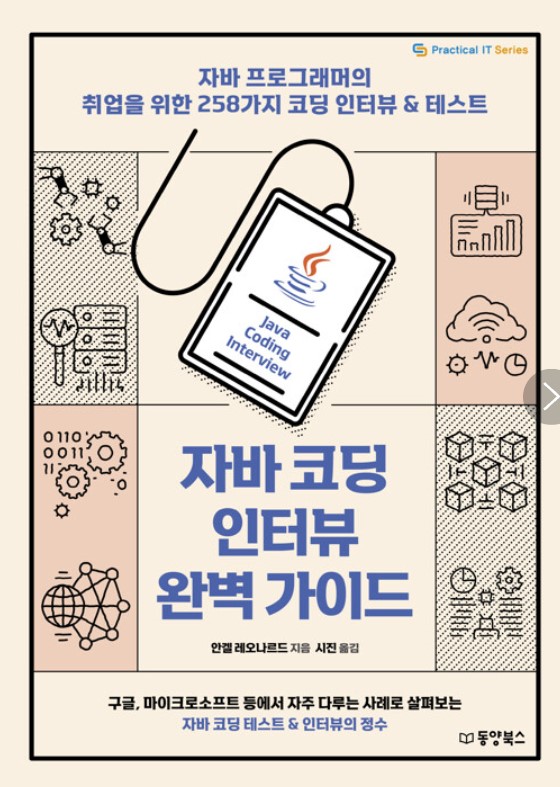 Practical IT Series
자바 프로그래머의
취업을 위한 258가지 코딩 인터뷰 & 테스트
Java
Coding
Interview
0110
0011
11
자바 코딩
인터뷰
완벽 가이드
안겔 레오나르드 지음 시진 옮김
구글, 마이크로소프트 등에서 자주 다루는 사례로 살펴보는
자바 코딩 테스트 & 인터뷰의 정수
동양북스